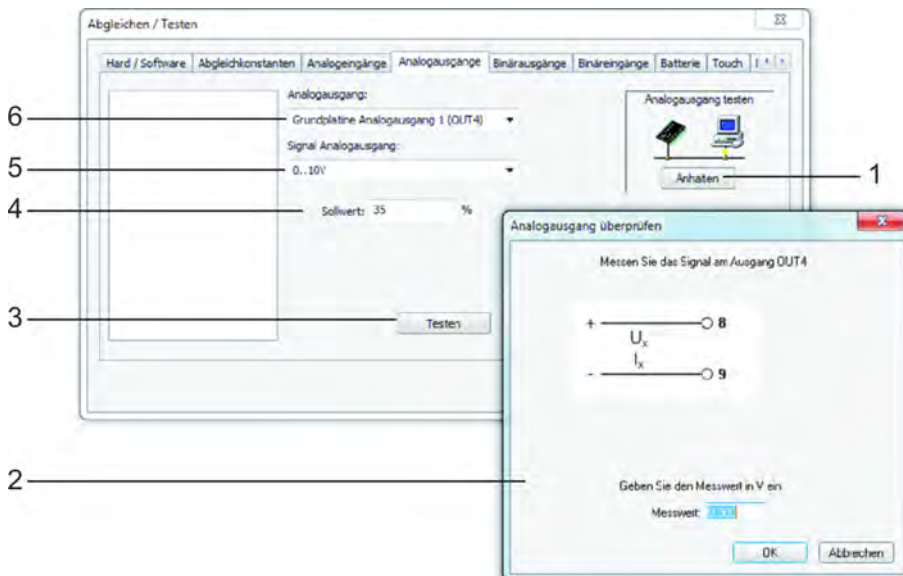 Abgleichen / Testen
Hard / Software Abgleichkonstanten Analogeingänge Analogausgänge Binärausgänge Binäreingänge Batterie Touch
Analogausgang:
Analogausgang testen
6
Grundplatine Analogausgang 1 (OUT4)
Signal Analogausgang:
5
0..10V
Anhalten
1
4
Sollwert: 35 %
Analogausgang überprüfen
Messen Sie das Signal am Ausgang OUT4
3
Testen
+ 8
Ux
Ix
- 9
2
Geben Sie den Messwert in V ein
Messwert:
OK Abbrechen